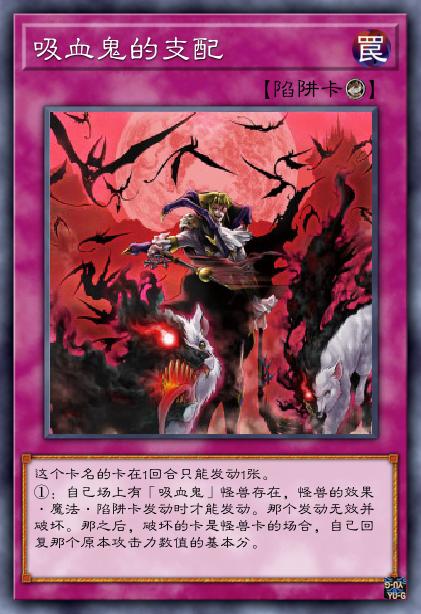 吸血鬼的支配
罠
【陷阱卡】
这个卡名的卡在1回合只能发动1张。
①：自己场上有「吸血鬼」怪兽存在，怪兽的效果
·魔法·陷阱卡发动时才能发动。那个发动无效并
破坏。那之后，破坏的卡是怪兽卡的场合，自己回
复那个原本攻击力数值的基本分。
YU-G
YU-G